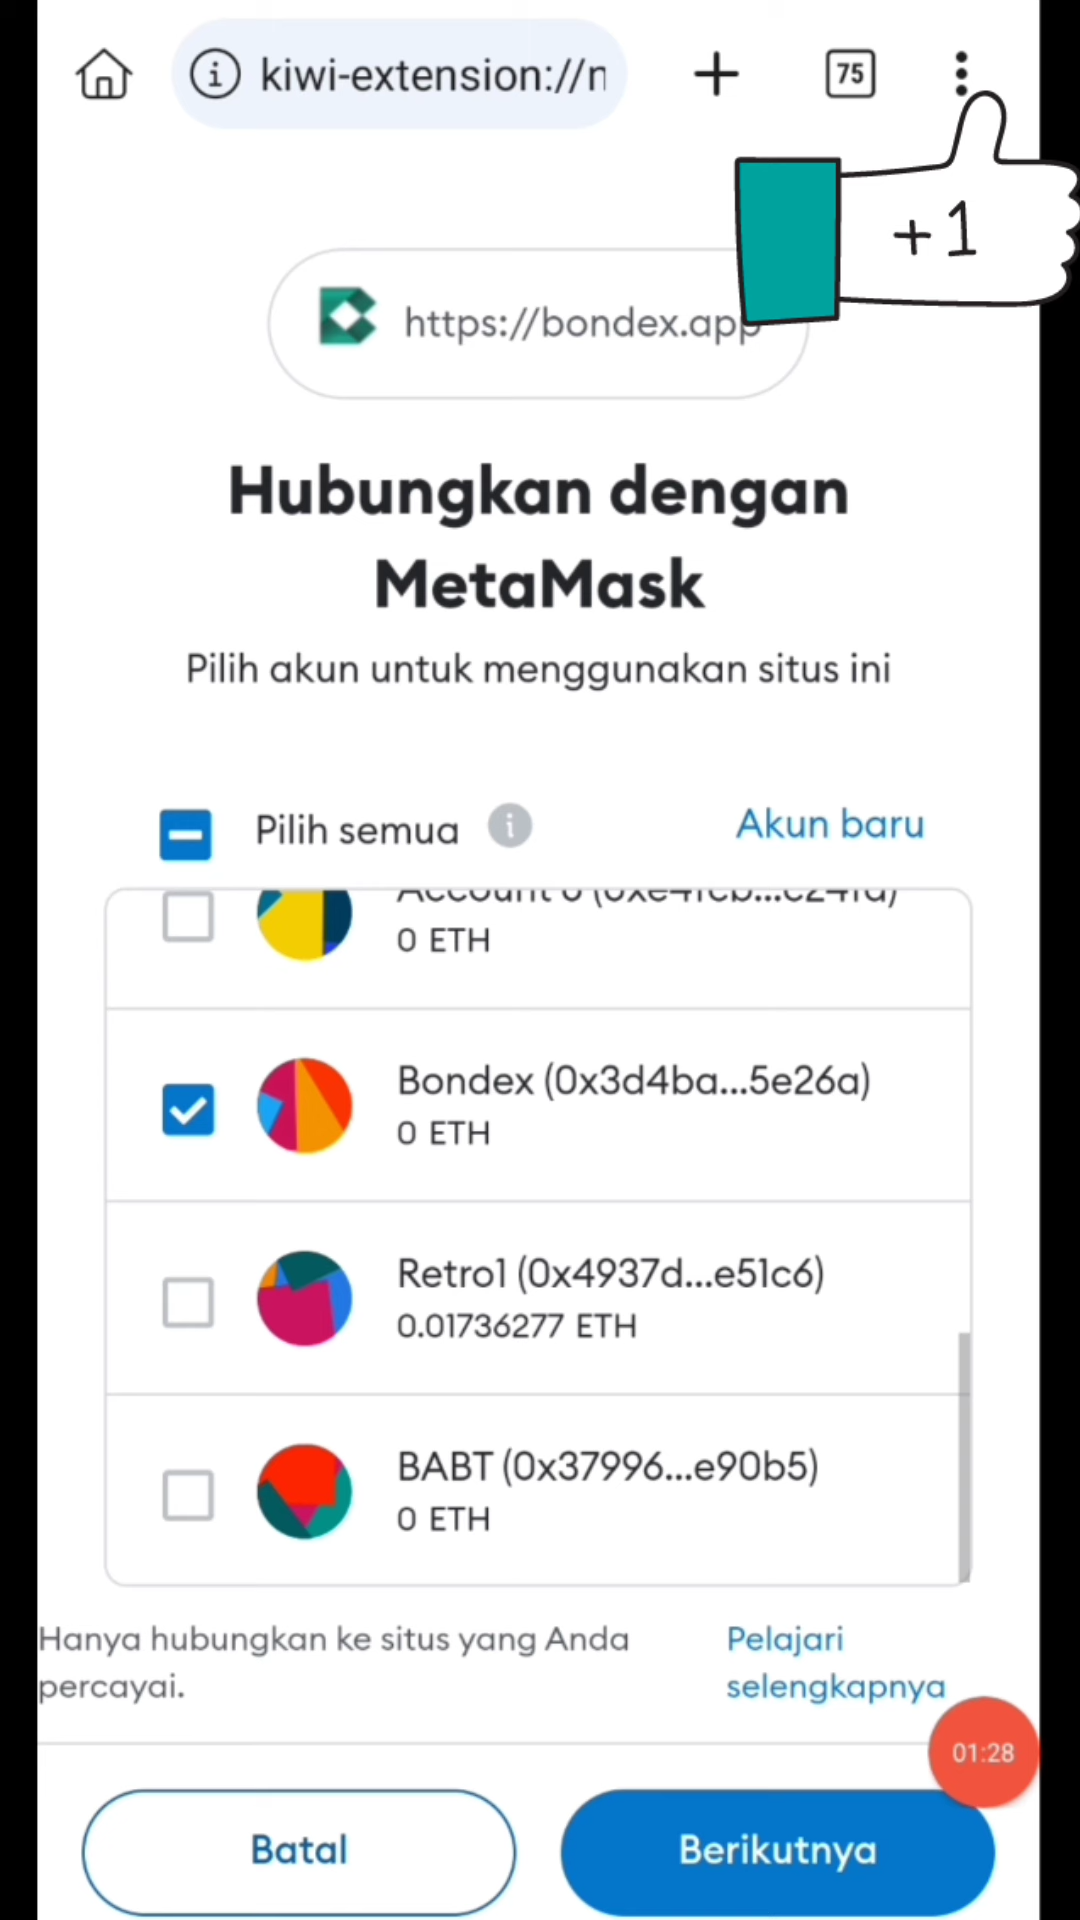 kiwi-extension://n
75
+1
https://bondex.app
Hubungkan dengan
MetaMask
Pilih akun untuk menggunakan situs ini
Pilih semua
Akun baru
0 ETH
Bondex (0x3d4ba...5e26a)
0 ETH
Retro1 (0x4937d...e51c6)
0.01736277 ETH
BABT (0x37996...e90b5)
0 ETH
Hanya hubungkan ke situs yang Anda
percayai.
Pelajari
selengkapnya
01:28
Batal
Berikutnya